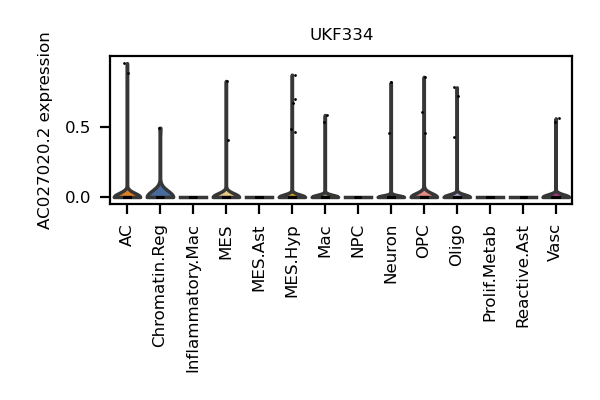 UKF334
AC027020.2 expression
0.5
0.0
AC
Chromatin.Reg
Inflammatory.Mac
MES
MES.Ast
MES.Hyp
Mac
NPC
Neuron
OPC
Oligo
Prolif.Metab
Reactive.Ast
Vasc